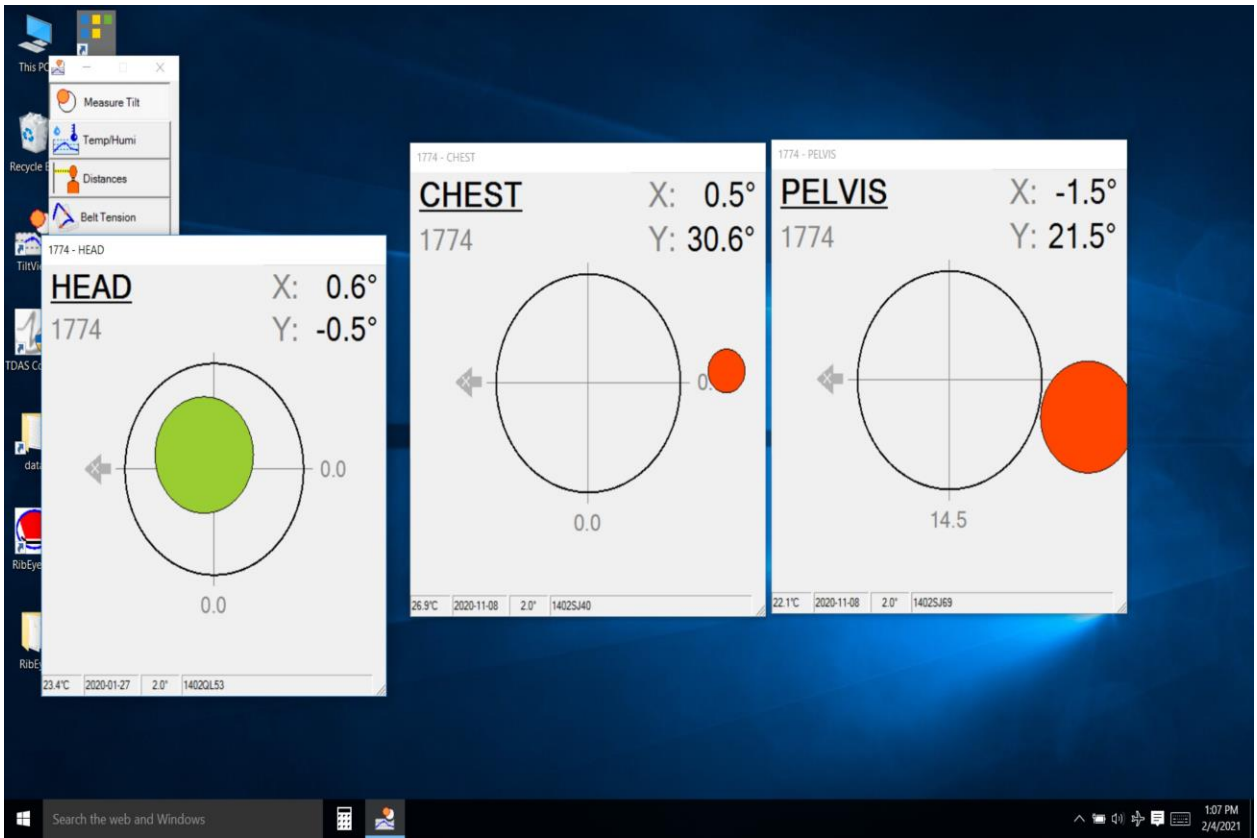 This PC
Measure Tilt
Temp/Humi
Recycle
Distances
Belt Tension
TDAS
data
RibEye
1774 - HEAD
HEAD
X: 0.6°
1774
Y: -0.5°
0.0
0.0
23.4°C 2020-01-27 2.0° 1402QL53
1774 - CHEST
CHEST
X: 0.5°
1774
Y: 30.6°
0.0
26.9°C 2020-11-08 2.0° 1402SJ40
1774 - PELVIS
PELVIS
X: -1.5°
1774
Y: 21.5°
14.5
22.1°C 2020-11-08 2.0° 1402SJ69
Search the web and Windows
1:07 PM
2/4/2021